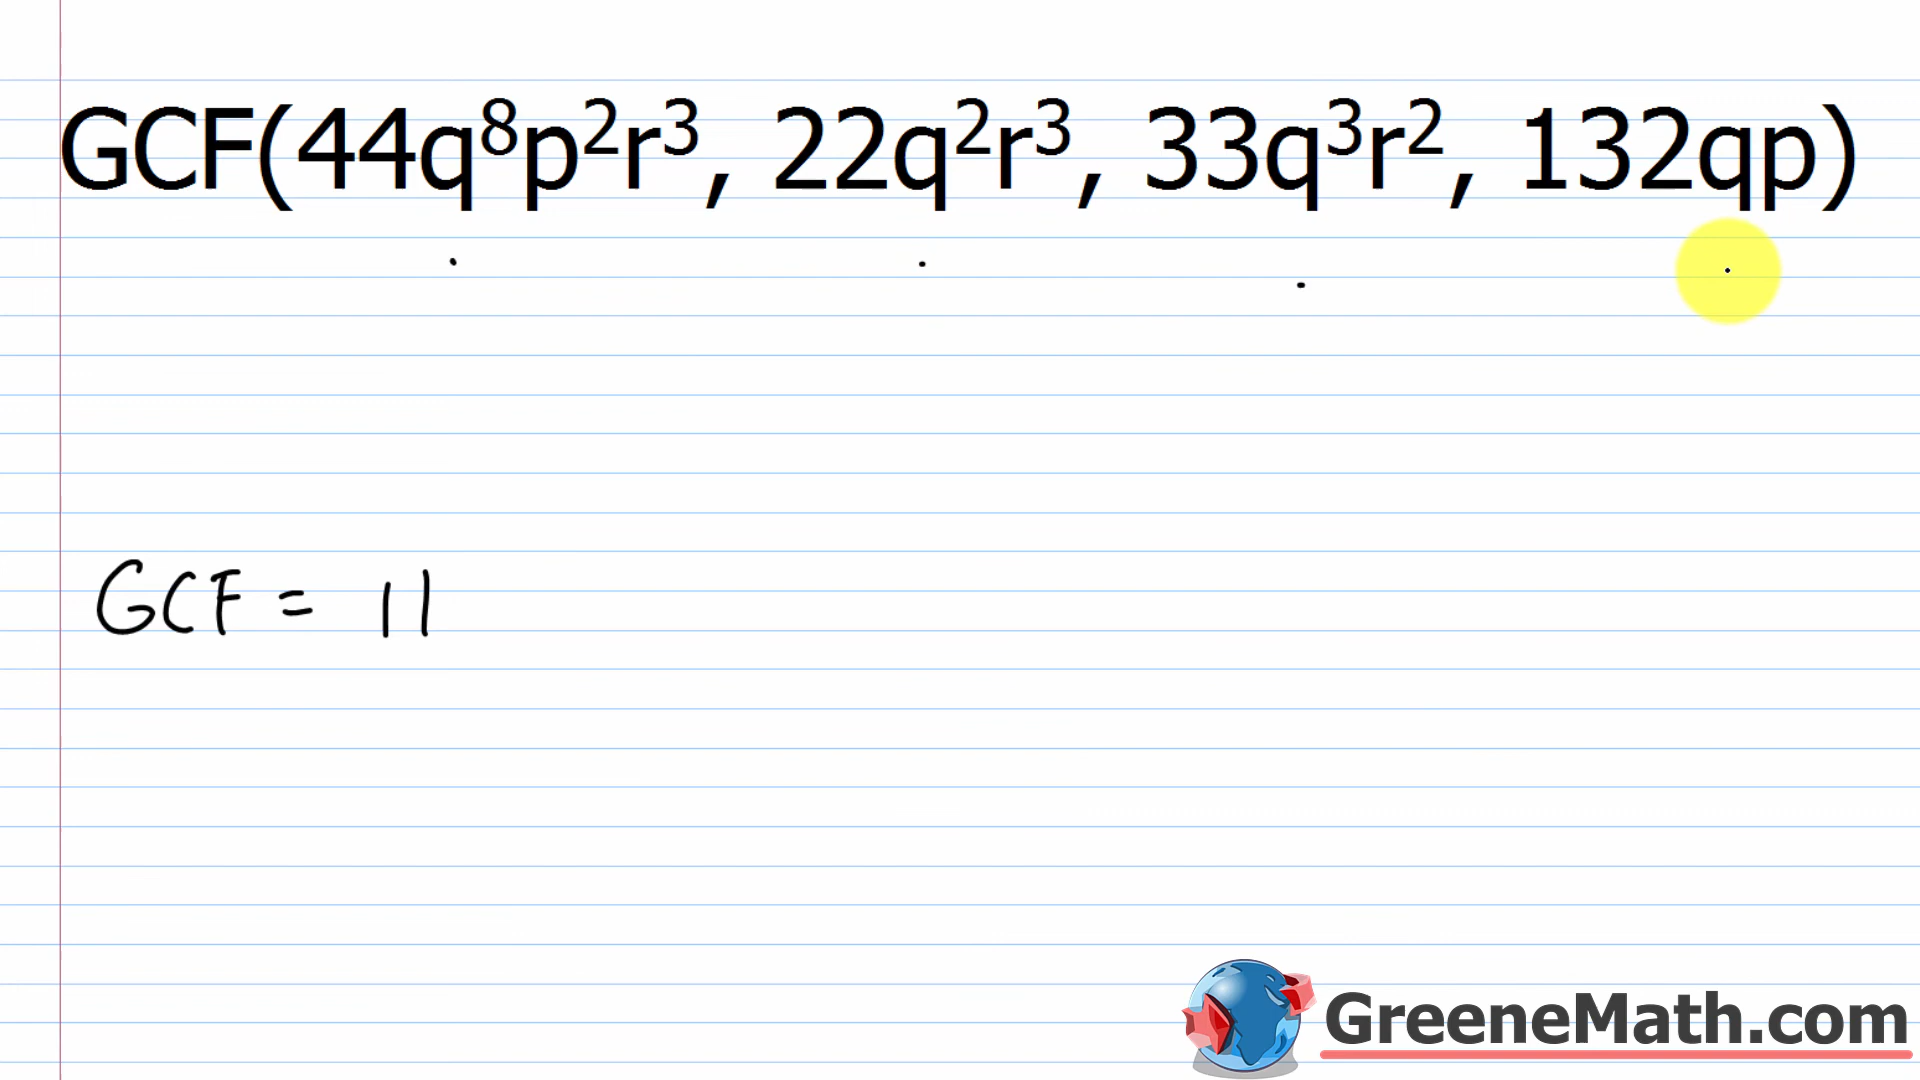 GCF(44q⁸p²r³, 22q²r³, 33q³r², 132qp)
GCF = 11
GreeneMath.com